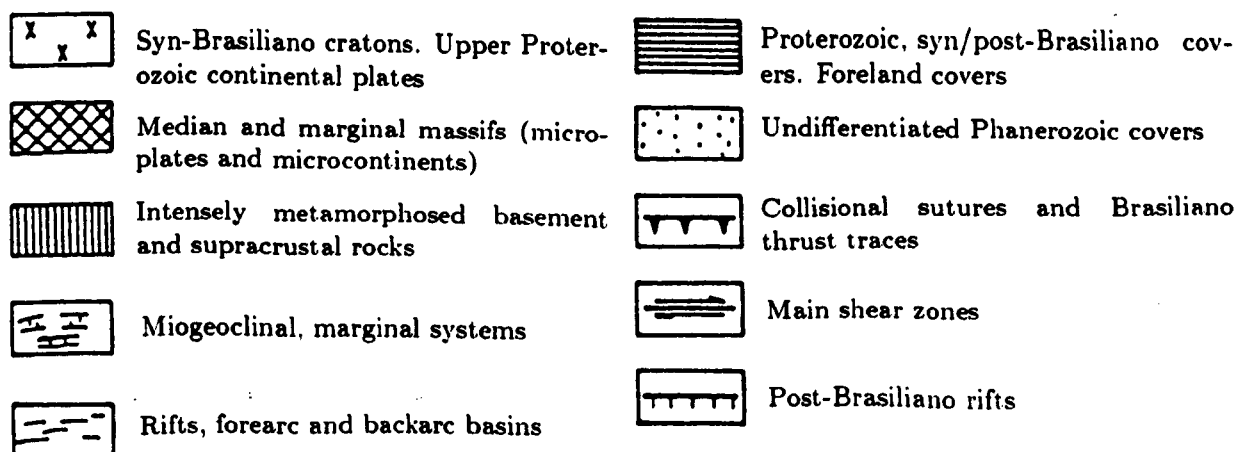 Syn-Brasiliano cratons. Upper Proter-
ozoic continental plates
Median and marginal massifs (micro-
plates and microcontinents)
Intensely metamorphosed basement
and supracrustal rocks
Miogeoclinal, marginal systems
Rifts, forearc and backarc basins
Proterozoic, syn/post-Brasiliano cov-
ers. Foreland covers
Undifferentiated Phanerozoic covers
Collisional sutures and Brasiliano
thrust traces
Main shear zones
Post-Brasiliano rifts